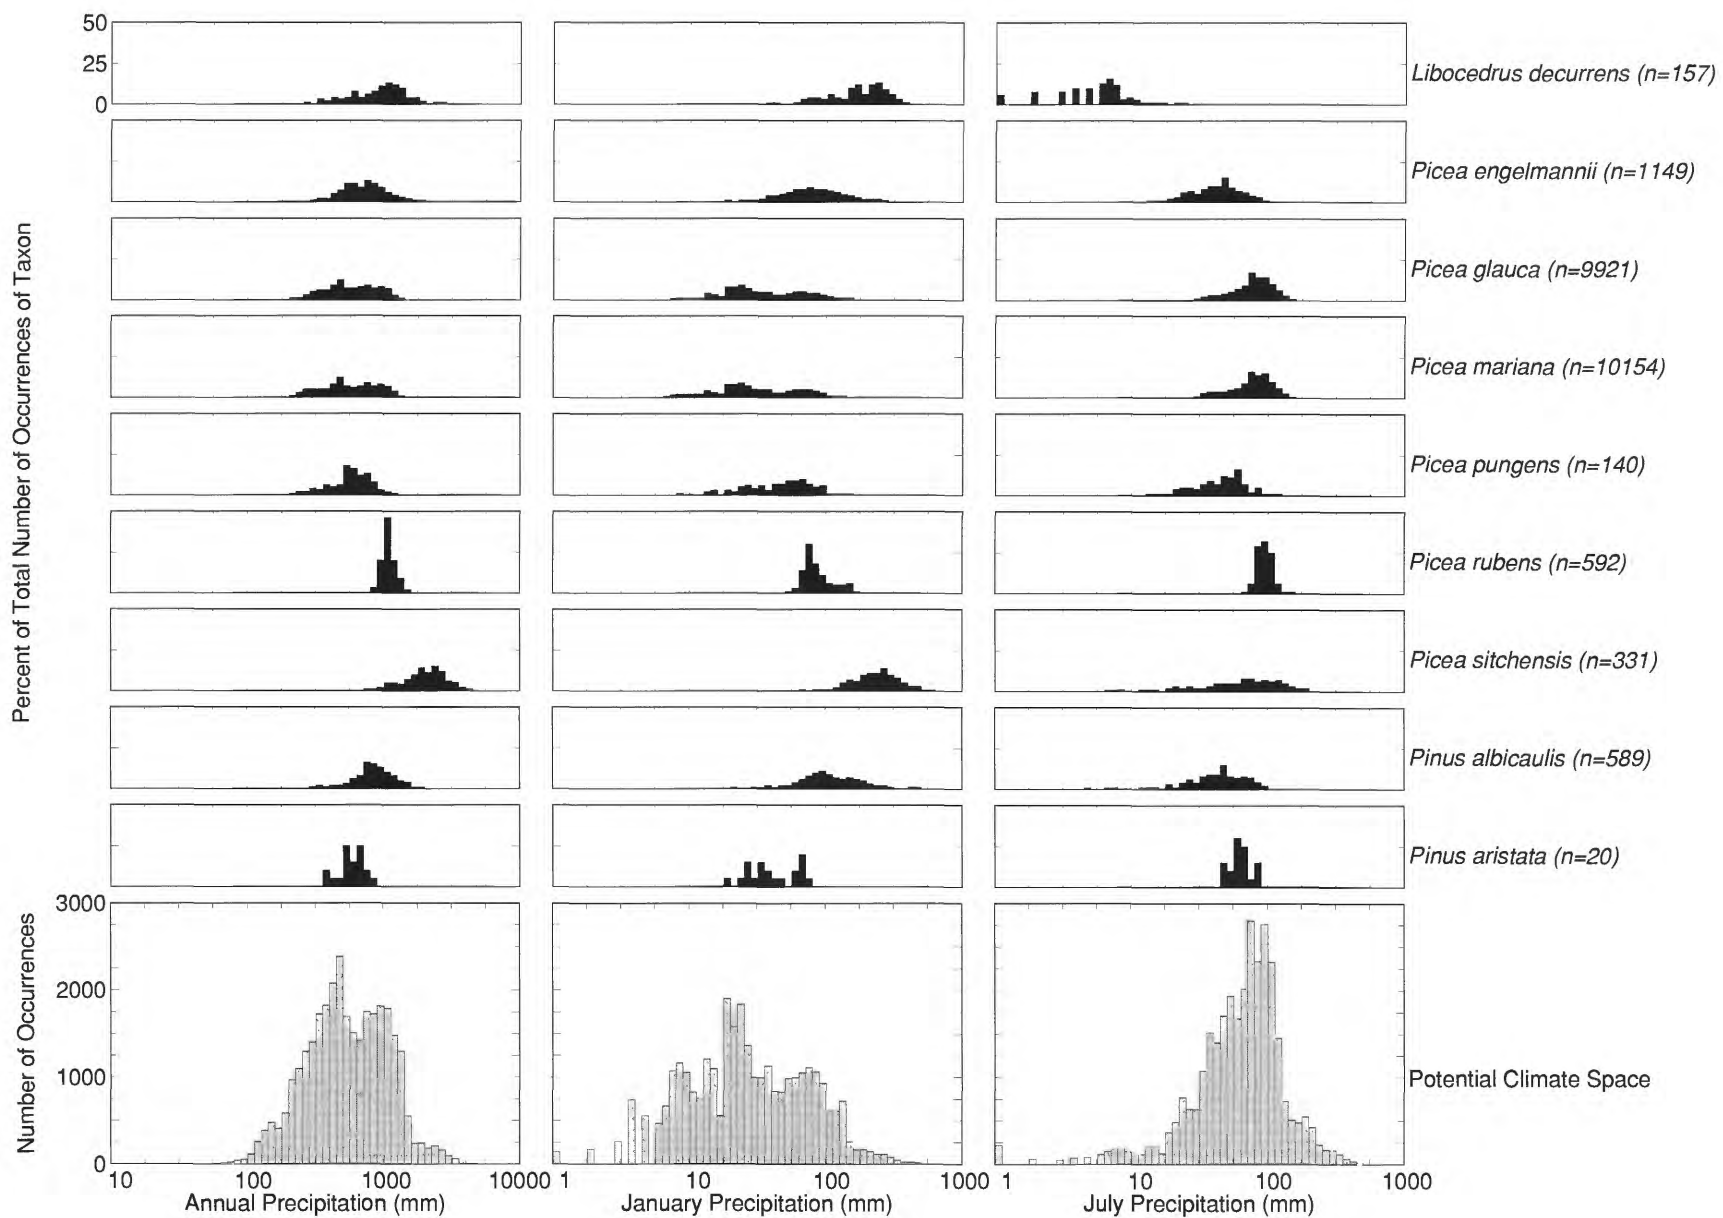 50
25
0
Libocedrus decurrens (n=157)
Picea engelmannii (n=1149)
Picea glauca (n=9921)
Picea mariana (n=10154)
Picea pungens (n=140)
Picea rubens (n=592)
Picea sitchensis (n=331)
Pinus albicaulis (n=589)
Pinus aristata (n=20)
Percent of Total Number of Occurrences of Taxon
3000
2000
1000
0
Number of Occurrences
Potential Climate Space
10 100 1000 10000
1 10 100 1000
1 10 100 1000
Annual Precipitation (mm)
January Precipitation (mm)
July Precipitation (mm)